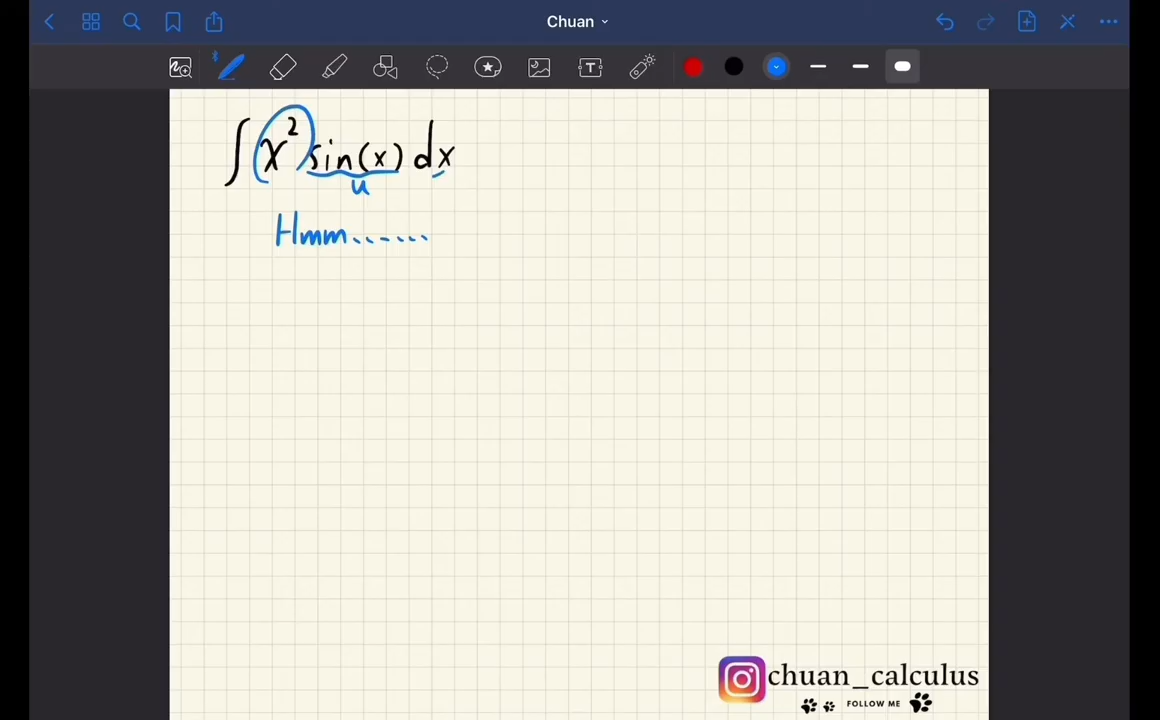 Chuan
∫ x² sin(x) dx
u
Hmm.......
chuan_calculus
FOLLOW ME